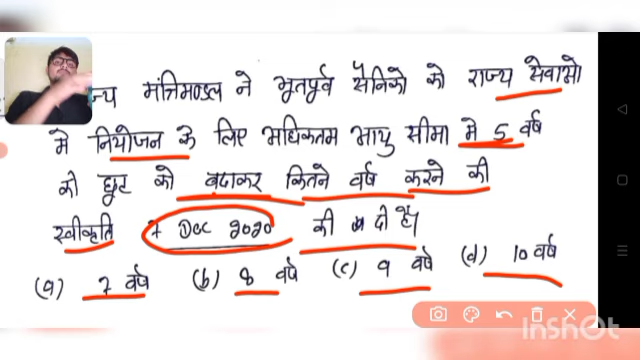 ज्य मंत्रिमण्डल ने भूतपूर्व सैनिको को राज्य सेवाओ
मे नियोजन के लिए अधिकतम आयु सीमा मे 5 वर्ष
की छूट को बढाकर कितने वर्ष करने की
स्वीकृति 7 Dec 2020 की दी है।
(a) 7 वर्ष (b) 8 वर्ष (c) 9 वर्ष (d) 10 वर्ष
InShOt